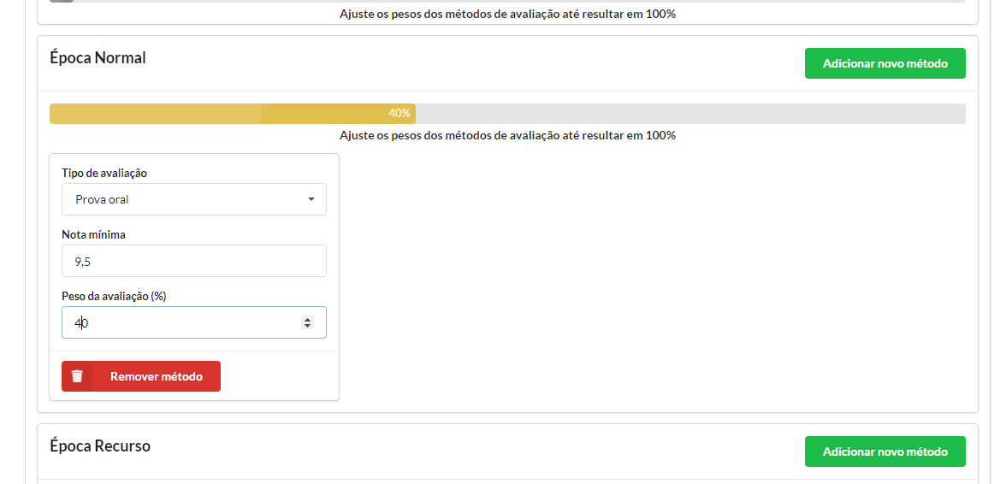 Ajuste os pesos dos métodos de avaliação até resultar em 100%
Época Normal
Adicionar novo método
40%
Ajuste os pesos dos métodos de avaliação até resultar em 100%
Tipo de avaliação
Prova oral
Nota mínima
9,5
Peso da avaliação (%)
40
Remover método
Época Recurso
Adicionar novo método